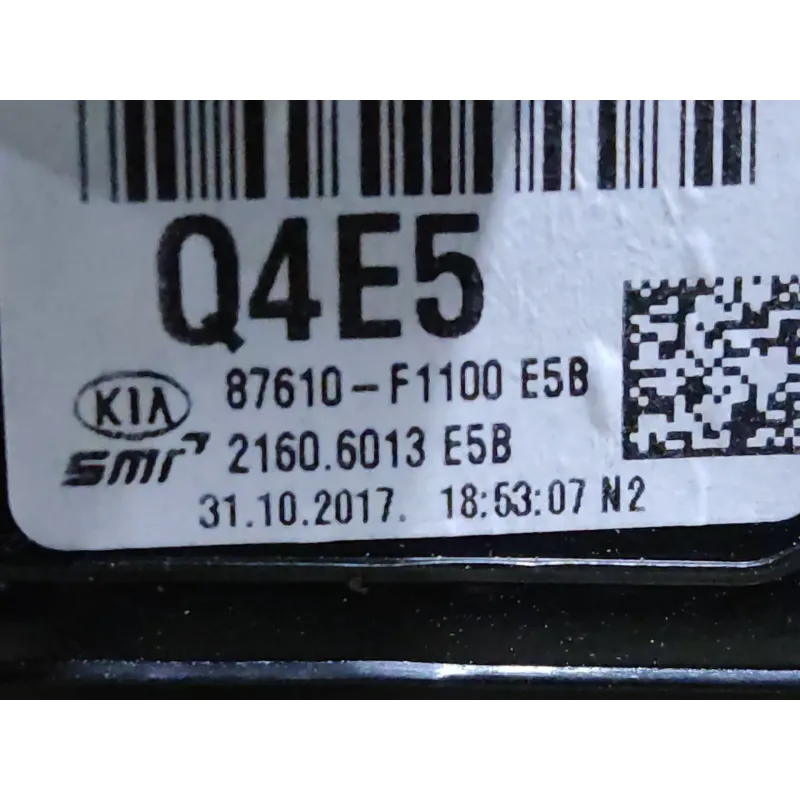 Q4E5
KIA 87610-F1100 E5B
smr 2160.6013 E5B
31.10.2017. 18:53:07 N2